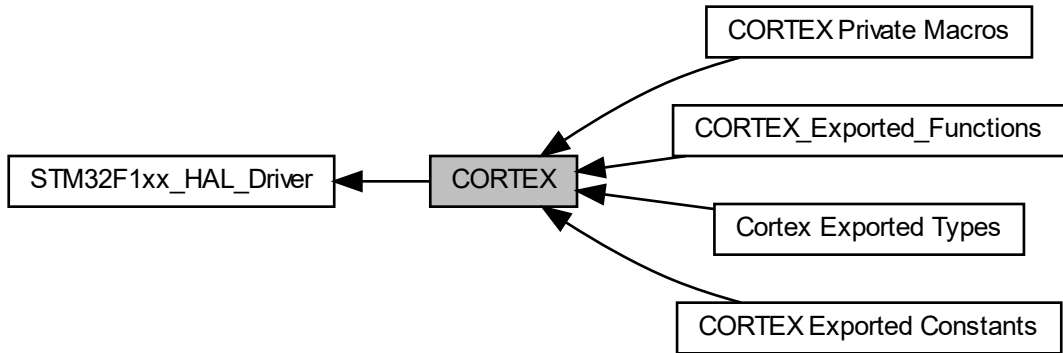 CORTEX Private Macros
CORTEX_Exported_Functions
STM32F1xx_HAL_Driver
CORTEX
Cortex Exported Types
CORTEX Exported Constants